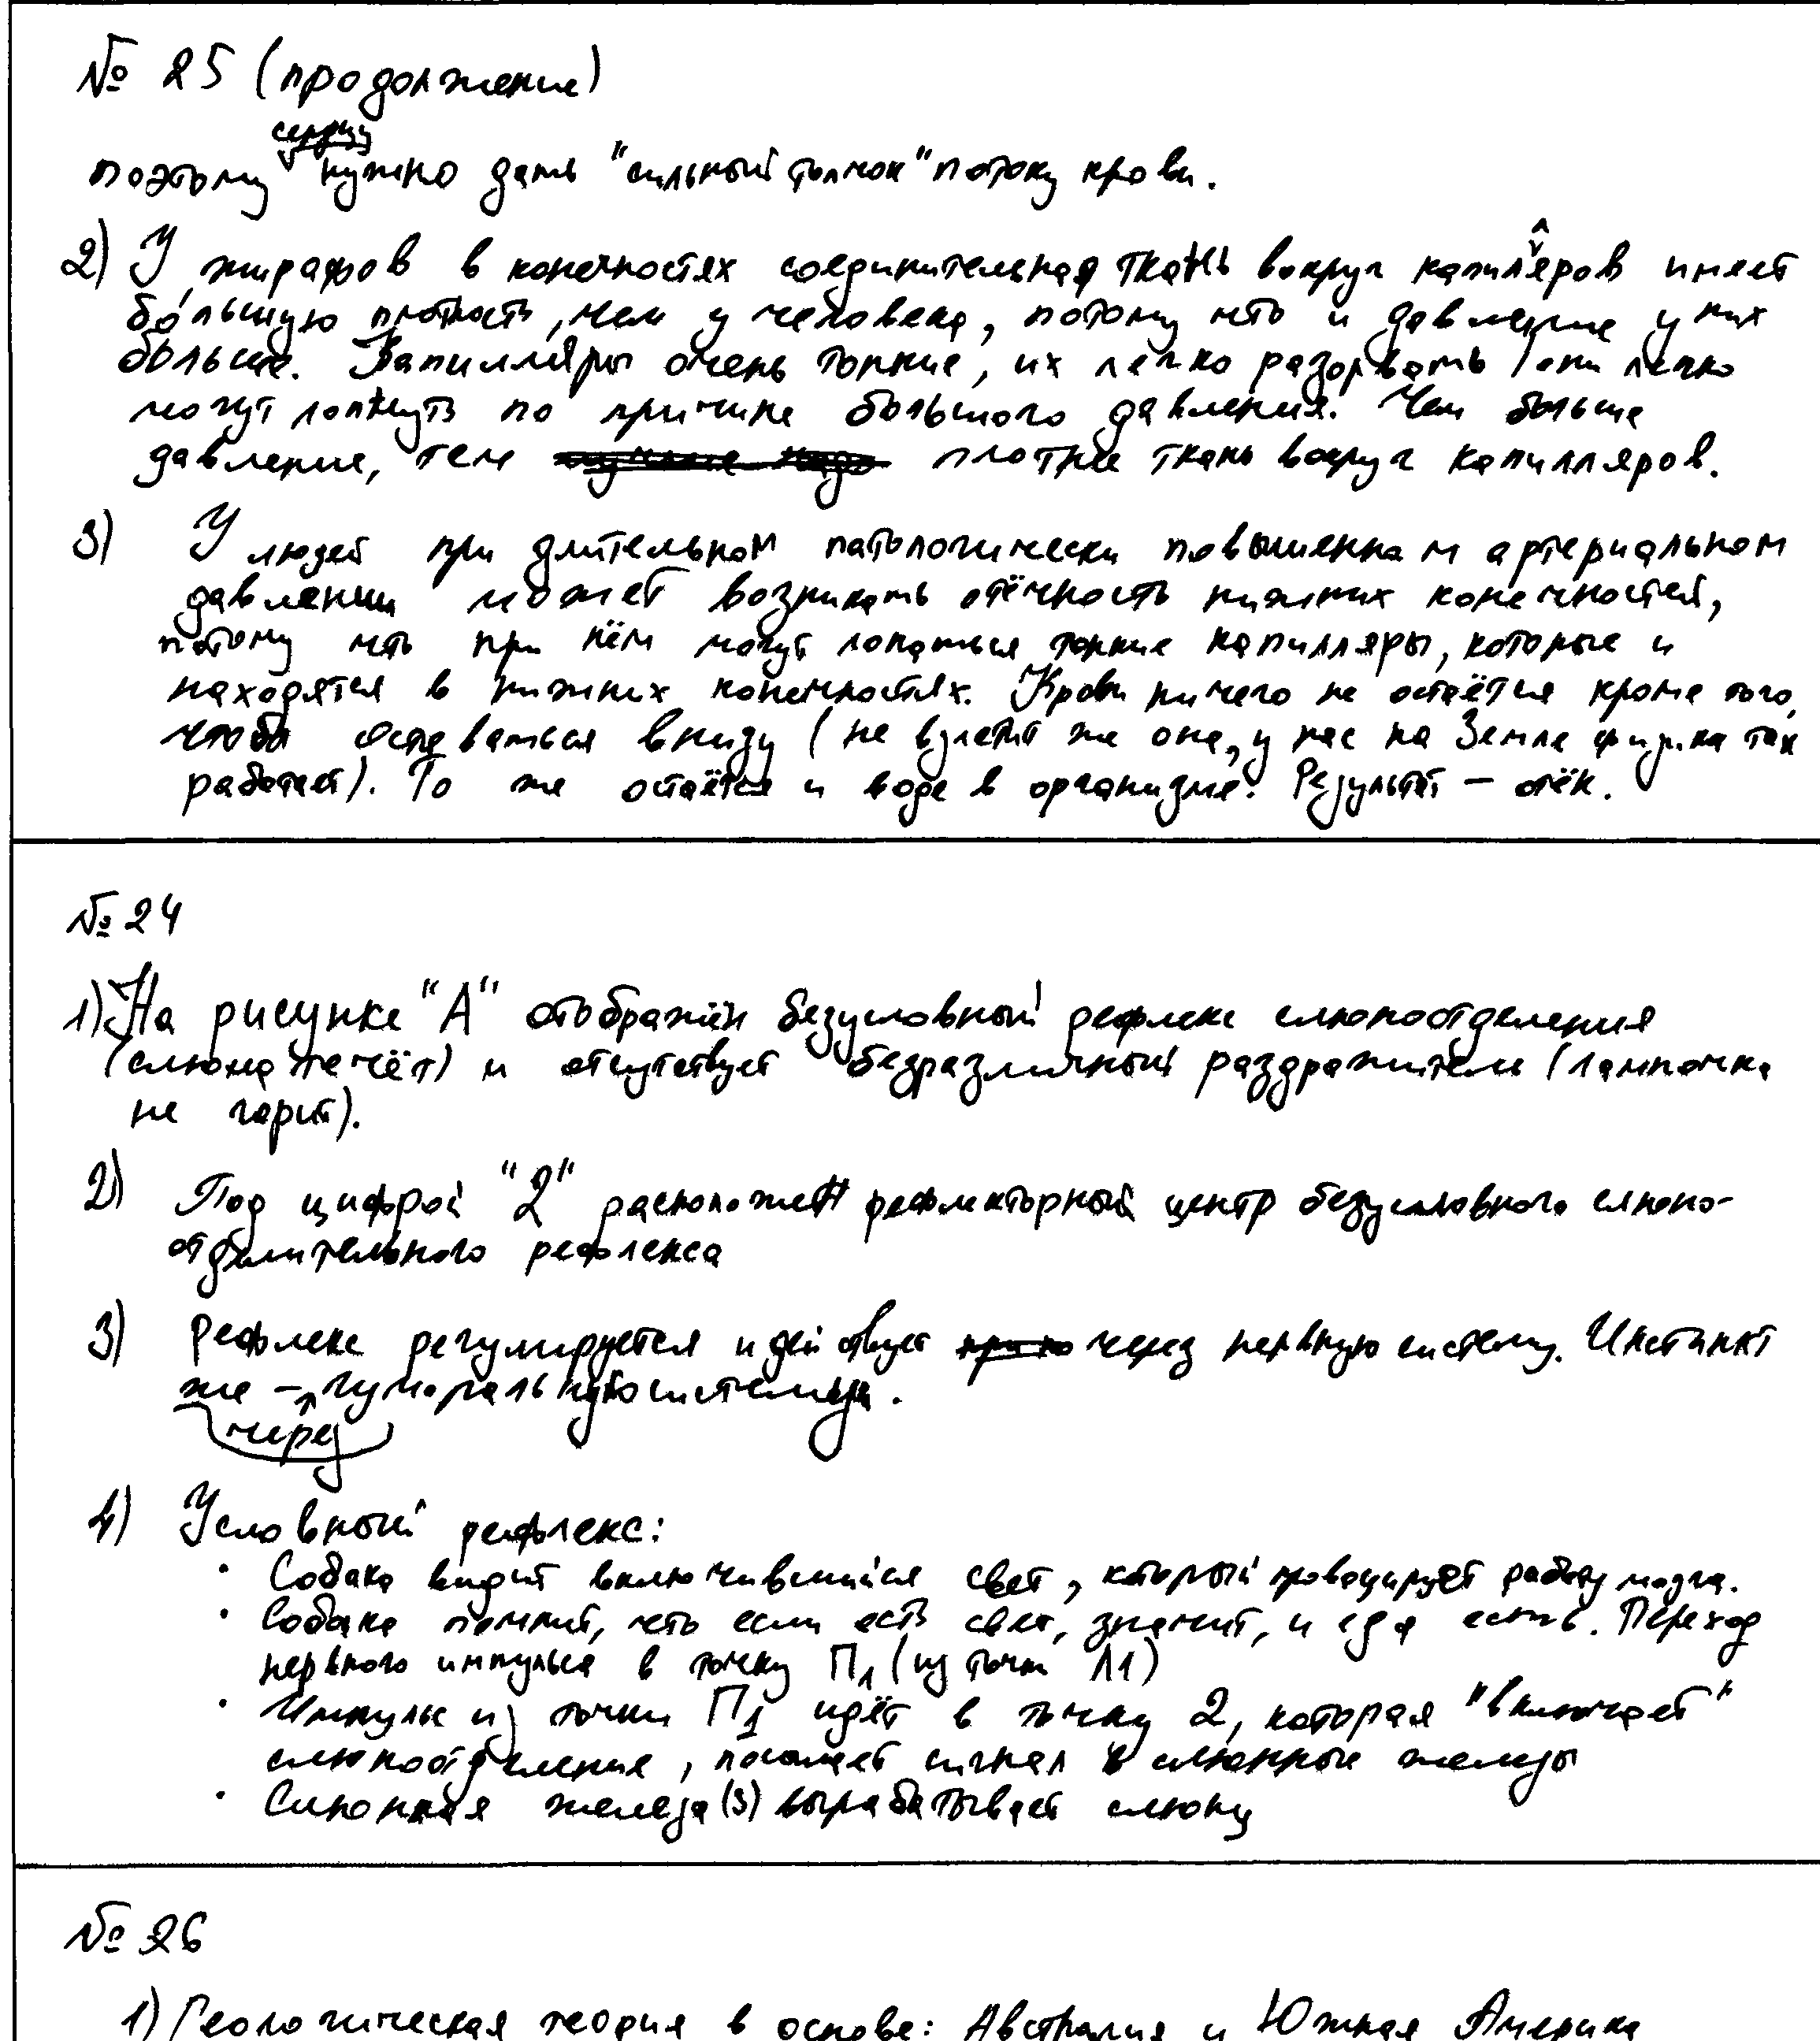 № 25 (продолжение)
сердцу
поэтому нужно дать "сильный толчок" потоку крови.
2) У жирафов в конечностях соединительная ткань вокруг капиляров имеет
бо́льшую плотность, чем у человека, потому что и давление у них
больше. Капилляры очень тонкие, их легко разорвать / они легко
могут лопнуть по причине большого давления. Чем больше
давление, тем плотнее ткань вокруг капилляров.
3) У людей при длительном патологически повышенном артериальном
давлении может возникать отёчность нижних конечностей,
потому что при нём могут лопаться тонкие капилляры, которые и
находятся в нижних конечностях. Крови ничего не остаётся кроме того,
чтобы оставаться внизу (не взлетит же она, у нас на Земле физика так
работает). То же остаётся и воде в организме. Результат – отёк.
№ 24
1) На рисунке "А" отображён безусловный рефлекс слюноотделения
(слюна течёт) и отсутствует безразличный раздражитель (лампочка
не горит).
2) Под цифрой "2" расположен рефлекторный центр безусловного слюно-
отделительного рефлекса
3) Рефлекс регулируется и действует через нервную систему. Инстинкт
же – гуморальную систему.
через
4) Условный рефлекс:
· Собака видит включившийся свет, который провоцирует работу мозга.
· Собака помнит, что если есть свет, значит, и еда есть. Переход
нервного импульса в точку П1 (из точки Л1)
· Импульс из точки П1 идёт в точку 2, которая "включает"
слюноотделение, посылает сигнал в слюнные железы
· Слюнная железа (3) вырабатывает слюну
№ 26
1) Геологическая теория в основе: Австралия и Южная Америка